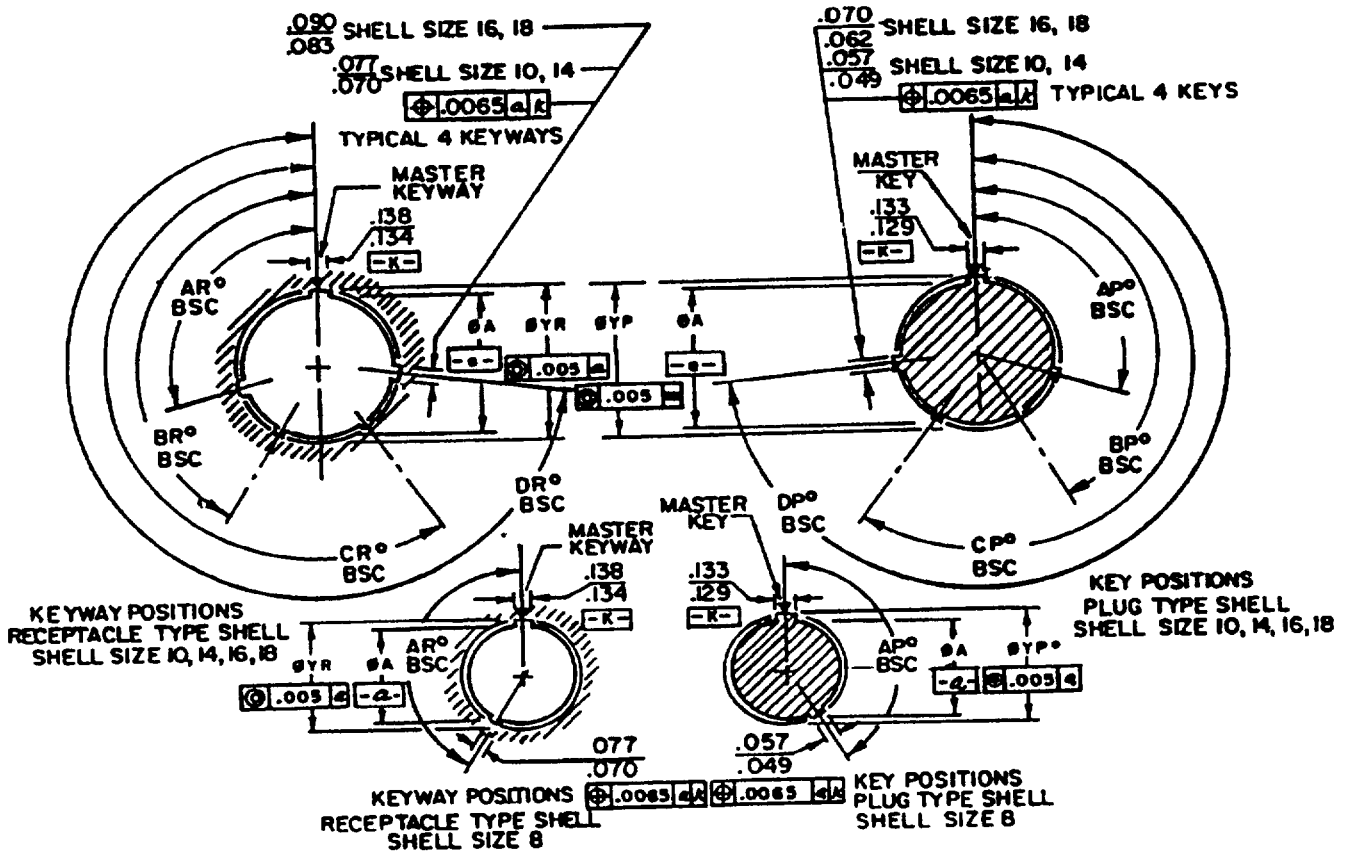 .090
.083 SHELL SIZE 16, 18
.077
.070 SHELL SIZE 10, 14
⌖ .0065 a k
TYPICAL 4 KEYWAYS
.070
.062 SHELL SIZE 16, 18
.057
.049 SHELL SIZE 10, 14
⌖ .0065 a k TYPICAL 4 KEYS
MASTER
KEYWAY
.138
.134
-K-
MASTER
KEY
.133
.129
-K-
AR°
BSC
BR°
BSC
CR°
BSC
DR°
BSC
ØA
ØYR
ØYP
ØA
◎ .005
◎ .005
AP°
BSC
BP°
BSC
CP°
BSC
DP°
BSC
KEYWAY POSITIONS
RECEPTACLE TYPE SHELL
SHELL SIZE 10, 14, 16, 18
KEY POSITIONS
PLUG TYPE SHELL
SHELL SIZE 10, 14, 16, 18
MASTER
KEYWAY
.138
.134
-K-
ØYR
ØA
AR°
BSC
◎ .005 a
-a-
.077
.070
KEYWAY POSITIONS ⌖ .0065 a k
RECEPTACLE TYPE SHELL
SHELL SIZE 8
MASTER
KEY
.133
.129
-K-
AP°
BSC
ØA
ØYP°
-a-
.005 a
.057
.049
⌖ .0065 a k
KEY POSITIONS
PLUG TYPE SHELL
SHELL SIZE 8